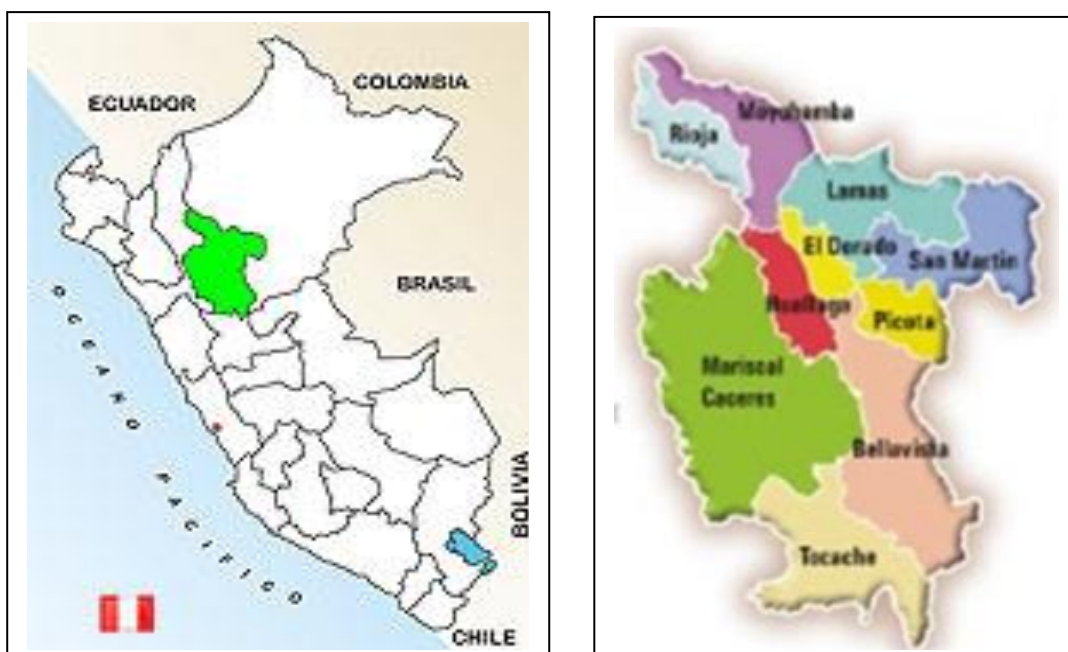 COLOMBIA
ECUADOR
BRASIL
OCEANO PACIFICO
BOLIVIA
CHILE
Moyobamba
Rioja
Lamas
El Dorado
San Martin
Huallaga
Picota
Mariscal
Caceres
Bellavista
Tocache